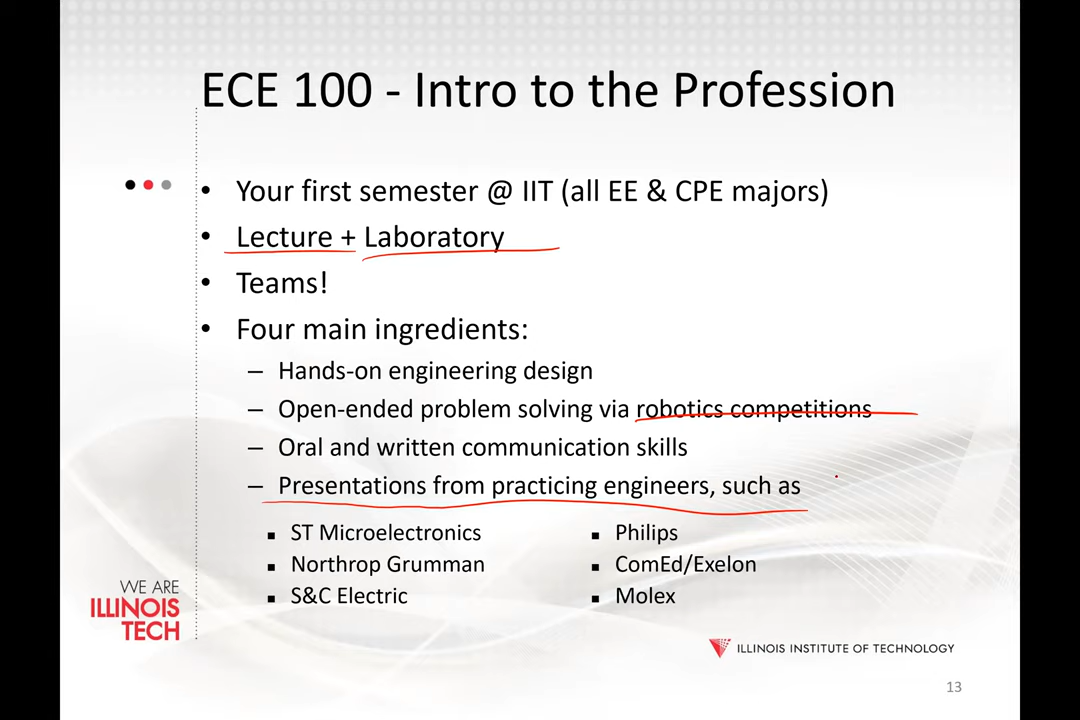 ECE 100 - Intro to the Profession
• Your first semester @ IIT (all EE & CPE majors)
• Lecture + Laboratory
• Teams!
• Four main ingredients:
– Hands-on engineering design
– Open-ended problem solving via robotics competitions
– Oral and written communication skills
– Presentations from practicing engineers, such as
▪ ST Microelectronics
▪ Northrop Grumman
▪ S&C Electric
▪ Philips
▪ ComEd/Exelon
▪ Molex
WE ARE
ILLINOIS
TECH
ILLINOIS INSTITUTE OF TECHNOLOGY
13